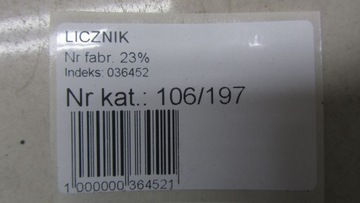 LICZNIK
Nr fabr. 23%
Indeks: 036452
Nr kat.: 106/197
1 000000 364521